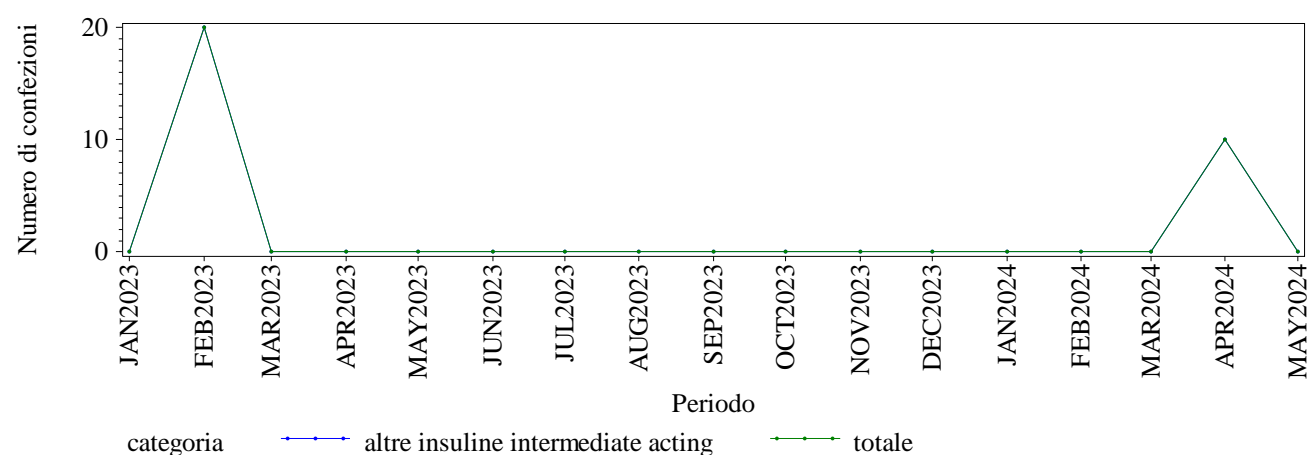 Numero di confezioni
20
10
0
JAN2023
FEB2023
MAR2023
APR2023
MAY2023
JUN2023
JUL2023
AUG2023
SEP2023
OCT2023
NOV2023
DEC2023
JAN2024
FEB2024
MAR2024
APR2024
MAY2024
Periodo
categoria altre insuline intermediate acting totale